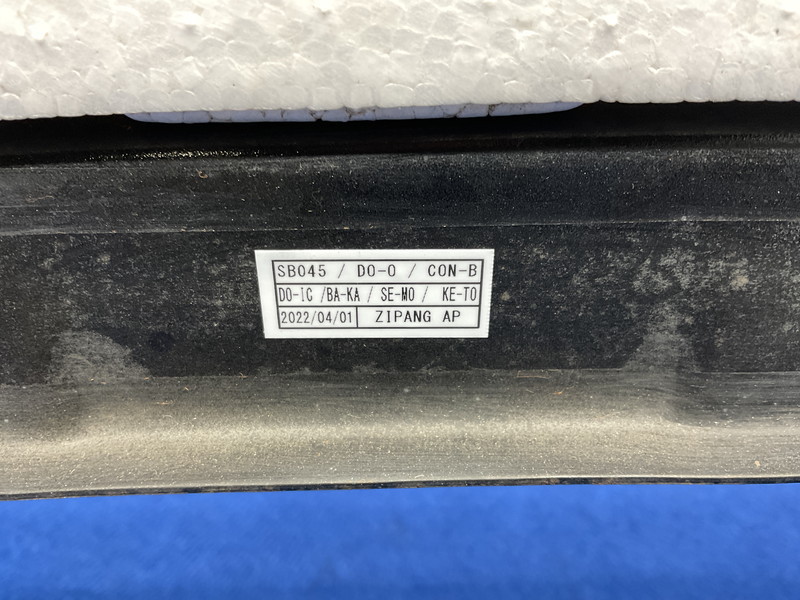 SB045 / DO-O / CON-B
DO-IC /BA-KA / SE-MO / KE-TO
2022/04/01 ZIPANG AP